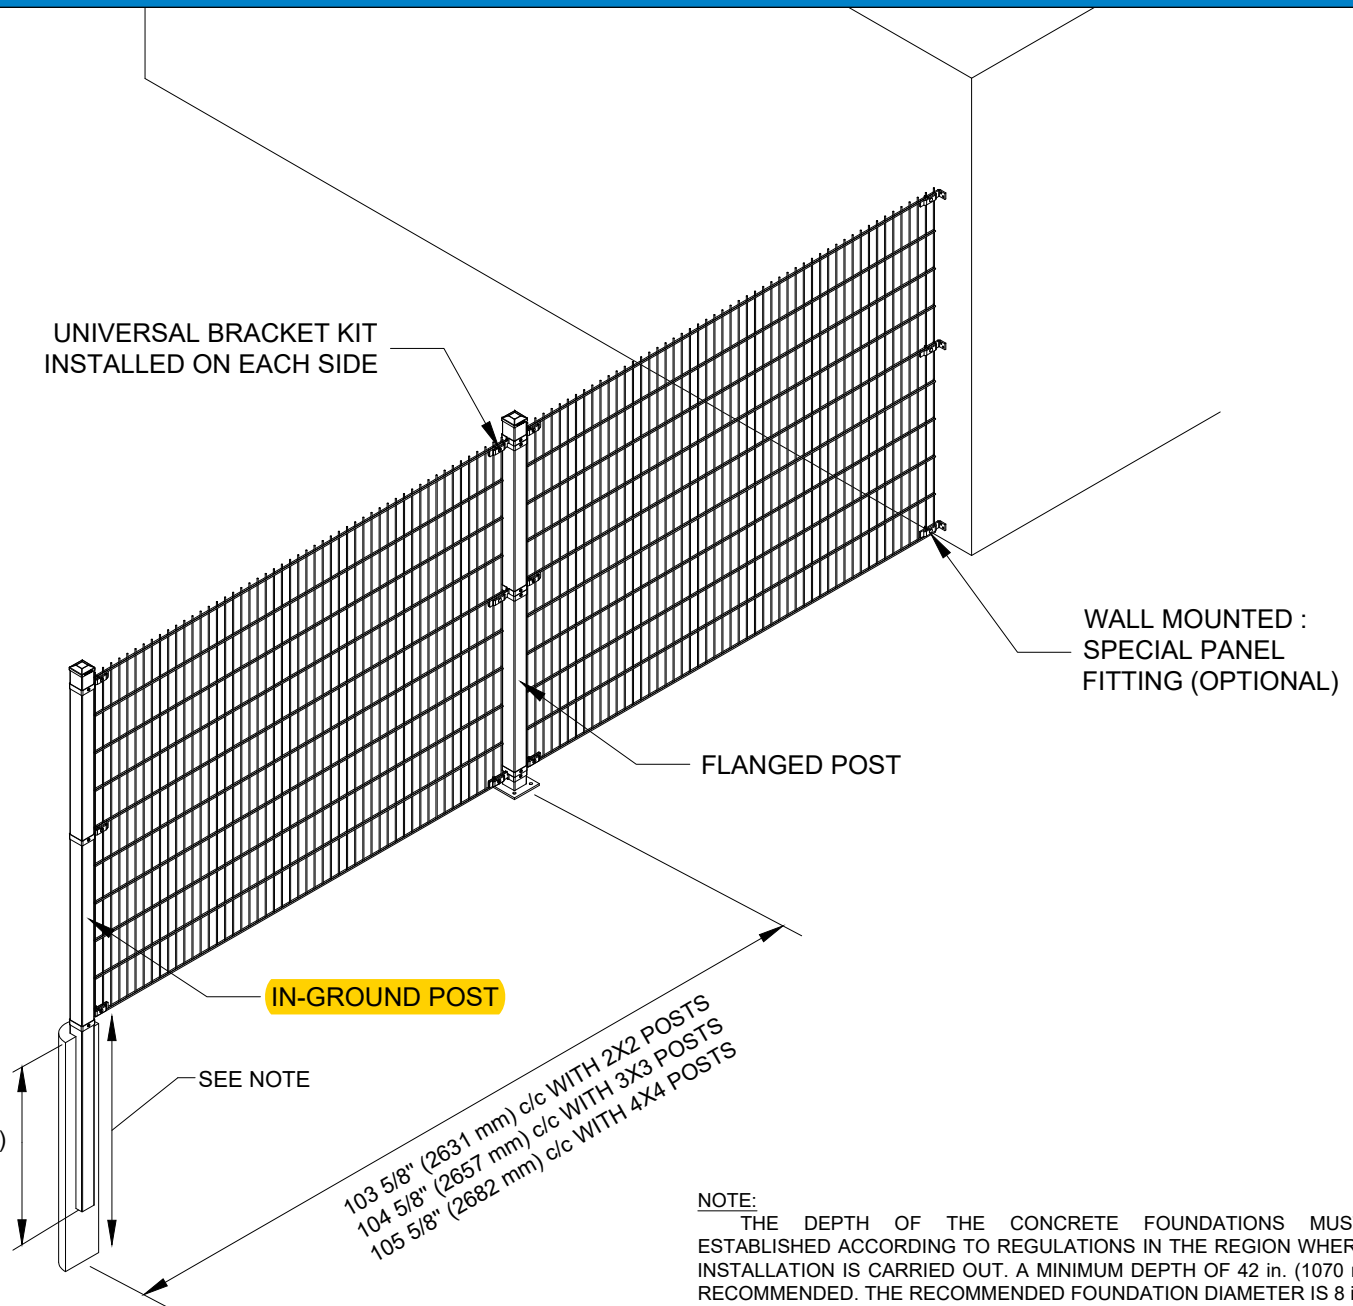 UNIVERSAL BRACKET KIT
INSTALLED ON EACH SIDE
WALL MOUNTED :
SPECIAL PANEL
FITTING (OPTIONAL)
FLANGED POST
IN-GROUND POST
SEE NOTE
)
103 5/8" (2631 mm) c/c WITH 2X2 POSTS
104 5/8" (2657 mm) c/c WITH 3X3 POSTS
105 5/8" (2682 mm) c/c WITH 4X4 POSTS
NOTE:
THE DEPTH OF THE CONCRETE FOUNDATIONS MUS
ESTABLISHED ACCORDING TO REGULATIONS IN THE REGION WHER
INSTALLATION IS CARRIED OUT. A MINIMUM DEPTH OF 42 in. (1070
RECOMMENDED. THE RECOMMENDED FOUNDATION DIAMETER IS 8